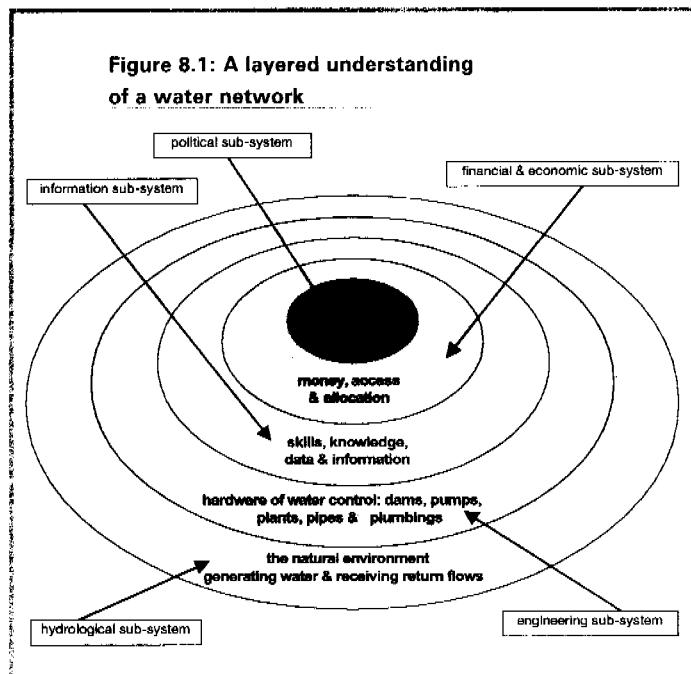 Figure 8.1: A layered understanding
of a water network
political sub-system
financial & economic sub-system
information sub-system
money, access
& allocation
skills, knowledge,
data & information
hardware of water control: dams, pumps,
plants, pipes & plumbings
the natural environment
generating water & receiving return flows
hydrological sub-system
engineering sub-system